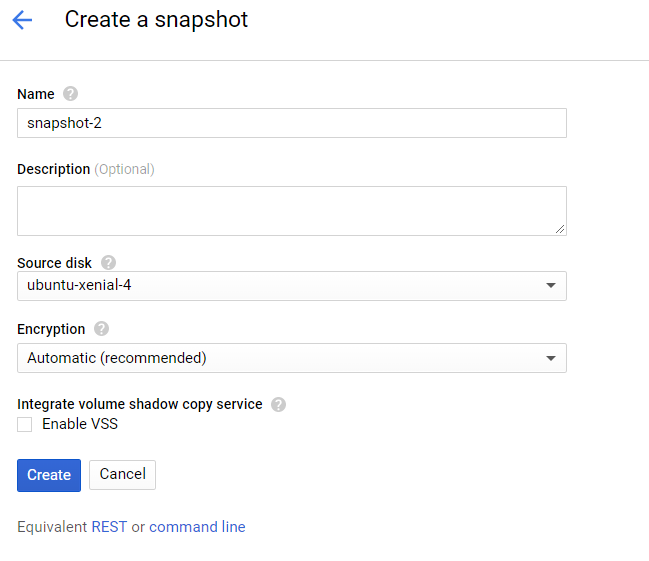 Create a snapshot
Name
snapshot-2
Description (Optional)
Source disk
ubuntu-xenial-4
Encryption
Automatic (recommended)
Integrate volume shadow copy service
Enable VSS
Create Cancel
Equivalent REST or command line